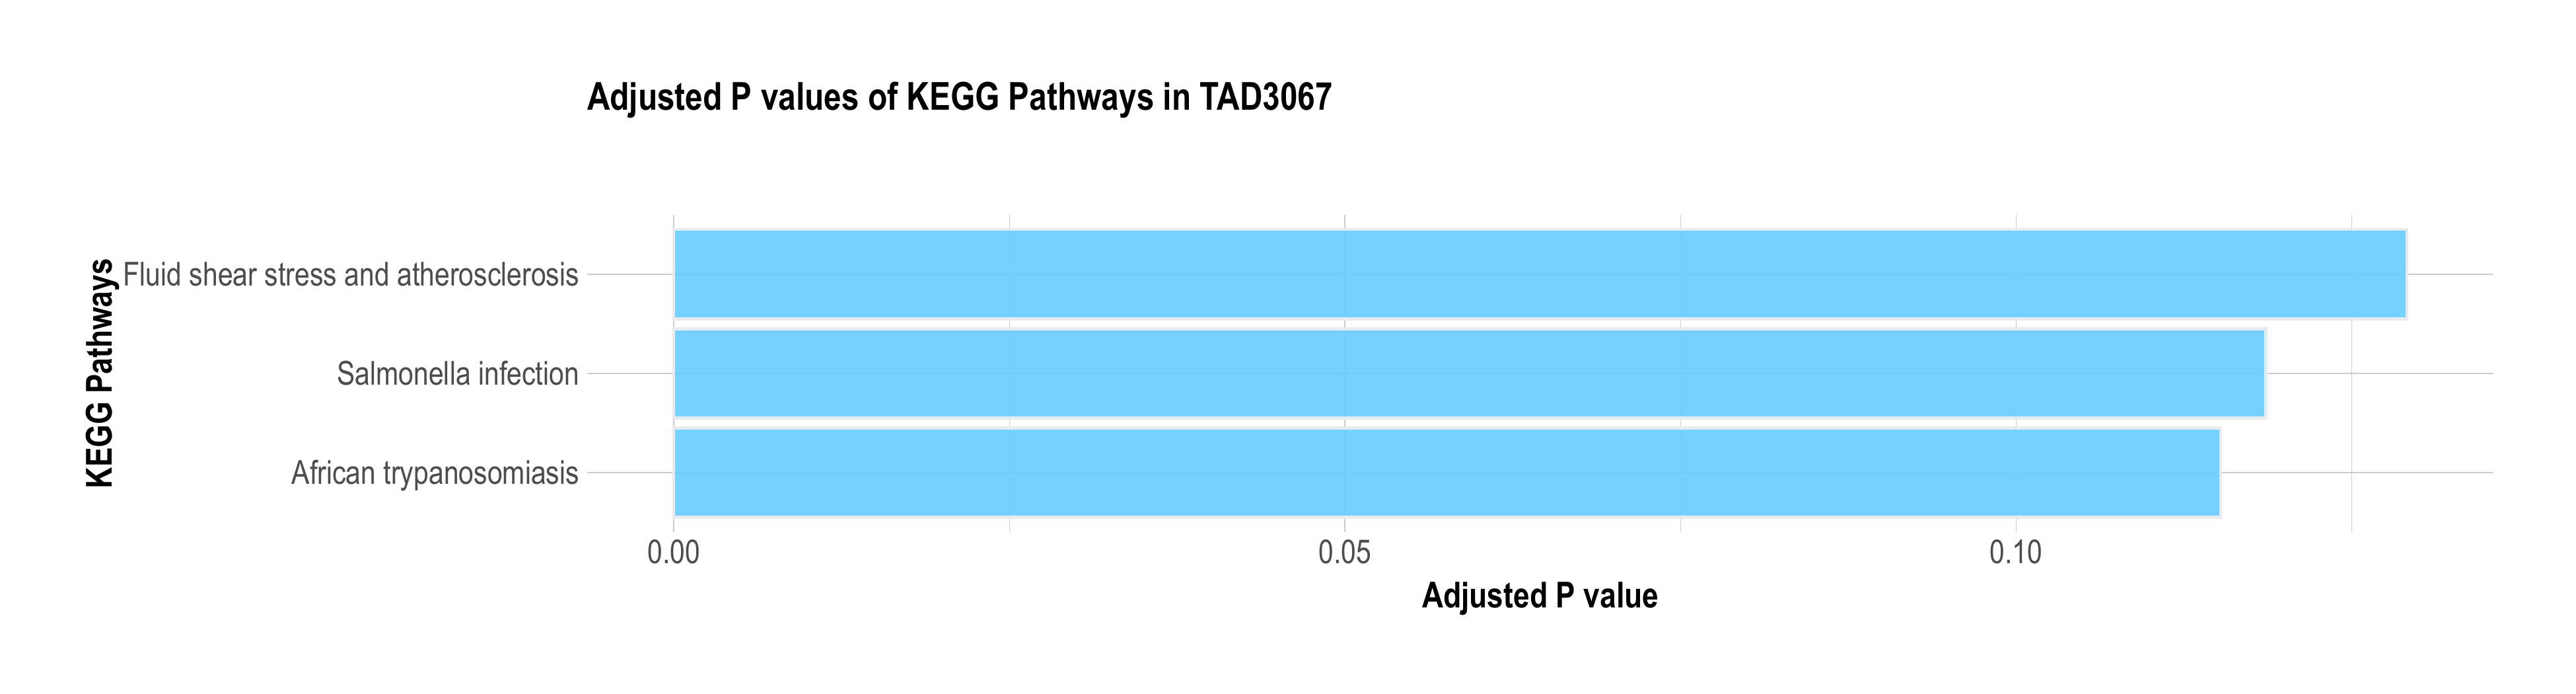 Adjusted P values of KEGG Pathways in TAD3067
KEGG Pathways
Fluid shear stress and atherosclerosis
Salmonella infection
African trypanosomiasis
0.00
0.05
0.10
Adjusted P value